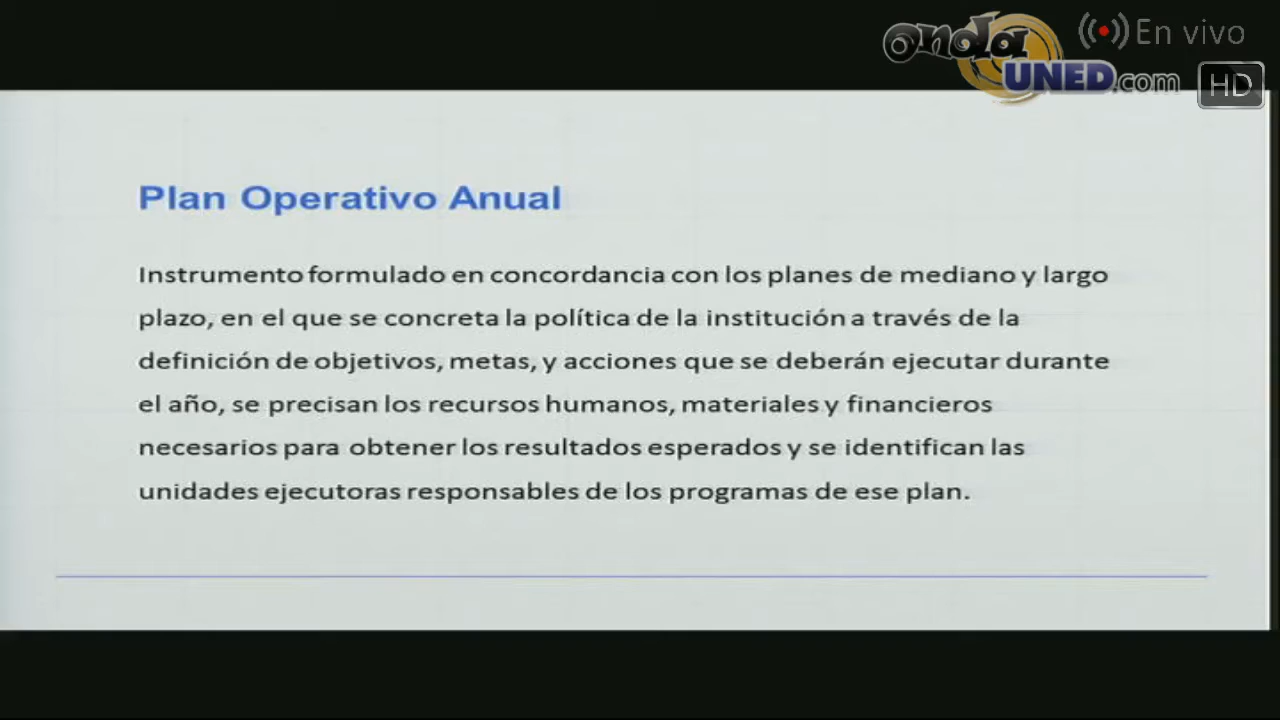 onda
UNED.com
En vivo
HD
Plan Operativo Anual
Instrumento formulado en concordancia con los planes de mediano y largo
plazo, en el que se concreta la política de la institución a través de la
definición de objetivos, metas, y acciones que se deberán ejecutar durante
el año, se precisan los recursos humanos, materiales y financieros
necesarios para obtener los resultados esperados y se identifican las
unidades ejecutoras responsables de los programas de ese plan.